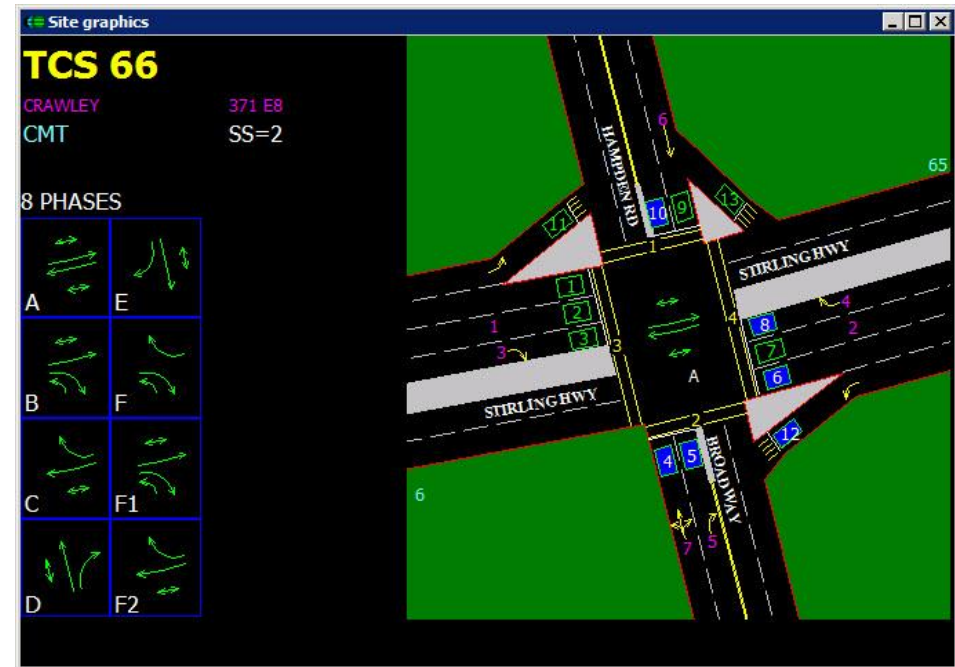 Site graphics
TCS 66
CRAWLEY 371 E8
CMT SS=2
8 PHASES
A E
B F
C F1
D F2
HAMPDEN RD
6
65
11
10 9
13
1
STIRLING HWY
1
2
3
1
3
3
4
8
7
6
4
2
A
STIRLING HWY
2
12
4 5
BROADWAY
6
7 5